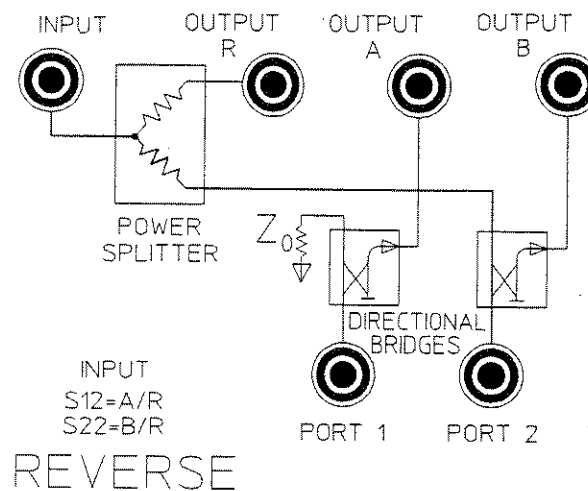 INPUT
OUTPUT
R
OUTPUT
A
OUTPUT
B
POWER
SPLITTER
Z0
DIRECTIONAL
BRIDGES
INPUT
S12=A/R
S22=B/R
REVERSE
PORT 1
PORT 2